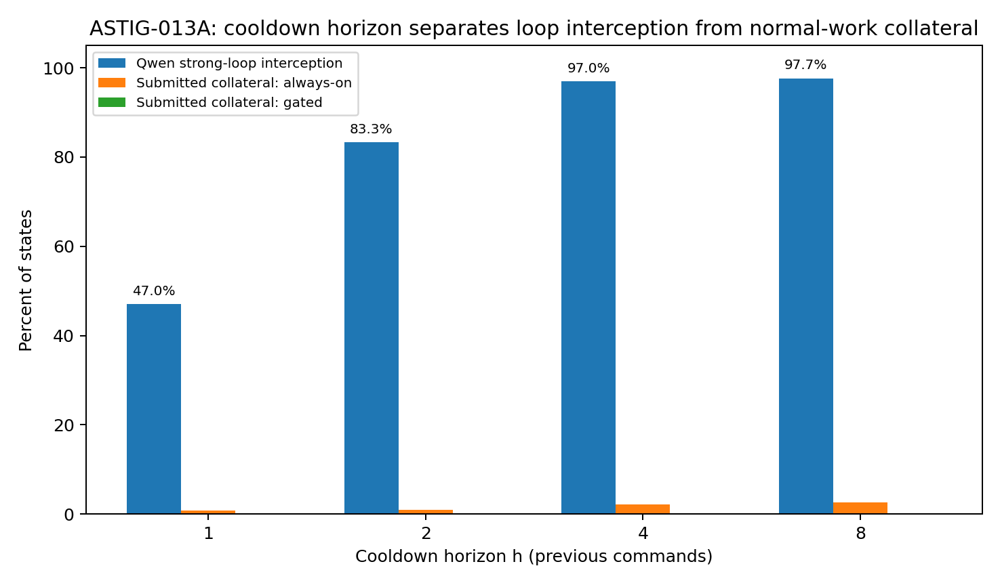 ASTIG-013A: cooldown horizon separates loop interception from normal-work collateral
Qwen strong-loop interception
Submitted collateral: always-on
Submitted collateral: gated
100
80
60
40
20
0
Percent of states
47.0%
83.3%
97.0%
97.7%
1
2
4
8
Cooldown horizon h (previous commands)